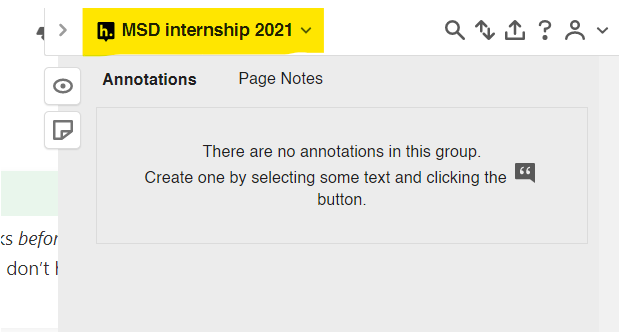 h. MSD internship 2021
Annotations Page Notes
There are no annotations in this group.
Create one by selecting some text and clicking the
button.
ks befor
don't h